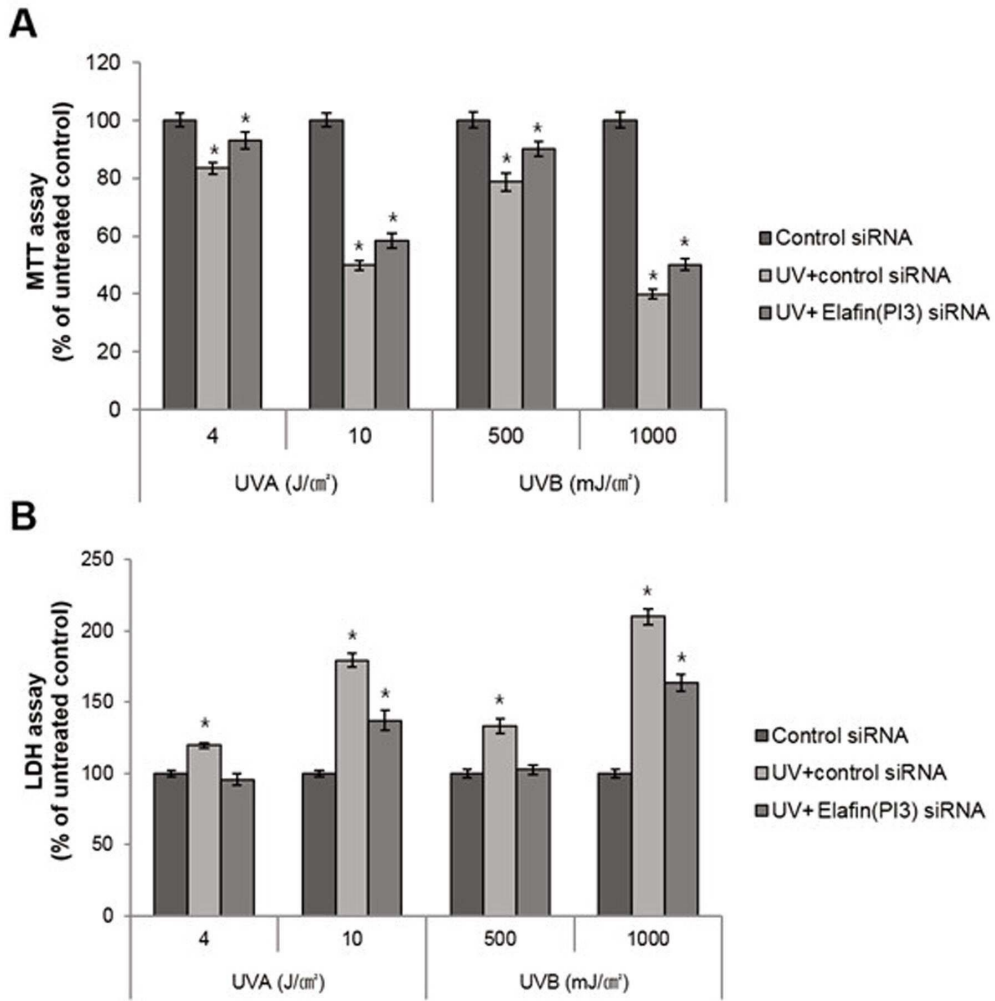 A
MTT assay
(% of untreated control)
120
100
80
60
40
20
0
* * * * * * * *
4 10 500 1000
UVA (J/㎠) UVB (mJ/㎠)
Control siRNA
UV+control siRNA
UV+ Elafin(PI3) siRNA
B
LDH assay
(% of untreated control)
250
200
150
100
50
0
* * * * * *
4 10 500 1000
UVA (J/㎠) UVB (mJ/㎠)
Control siRNA
UV+control siRNA
UV+ Elafin(PI3) siRNA